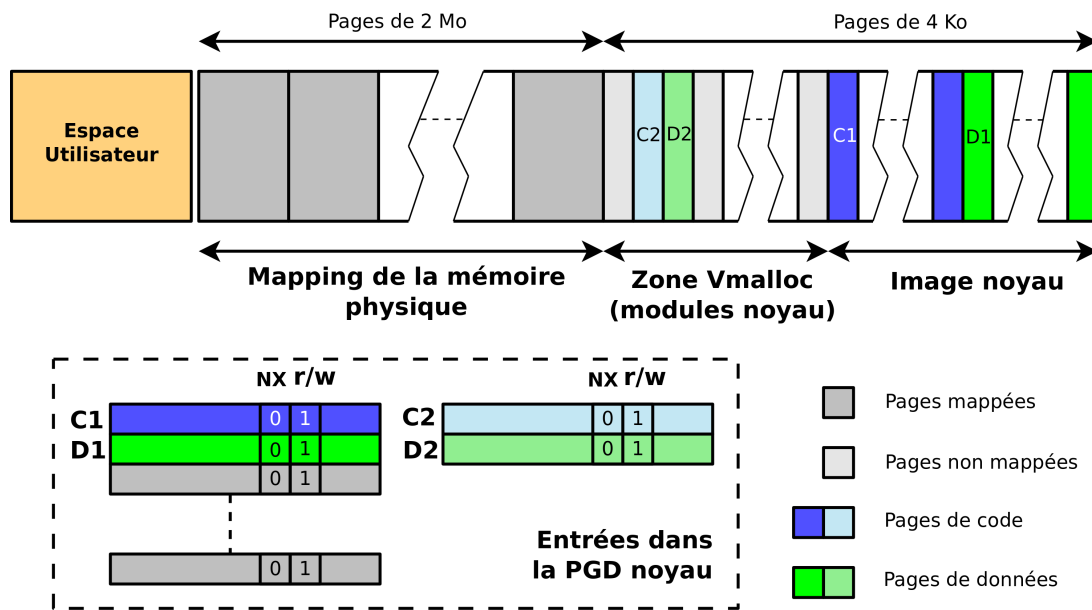 Pages de 2 Mo
Pages de 4 Ko
Espace
Utilisateur
C2
D2
C1
D1
Mapping de la mémoire
physique
Zone Vmalloc
(modules noyau)
Image noyau
NX r/w
C1 0 1
D1 0 1
0 1
0 1
NX r/w
C2 0 1
D2 0 1
Entrées dans
la PGD noyau
Pages mappées
Pages non mappées
Pages de code
Pages de données